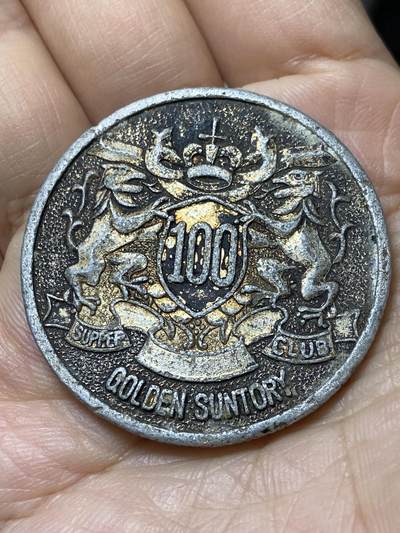 100
SUPPER
CLUB
GOLDEN SUNTORY